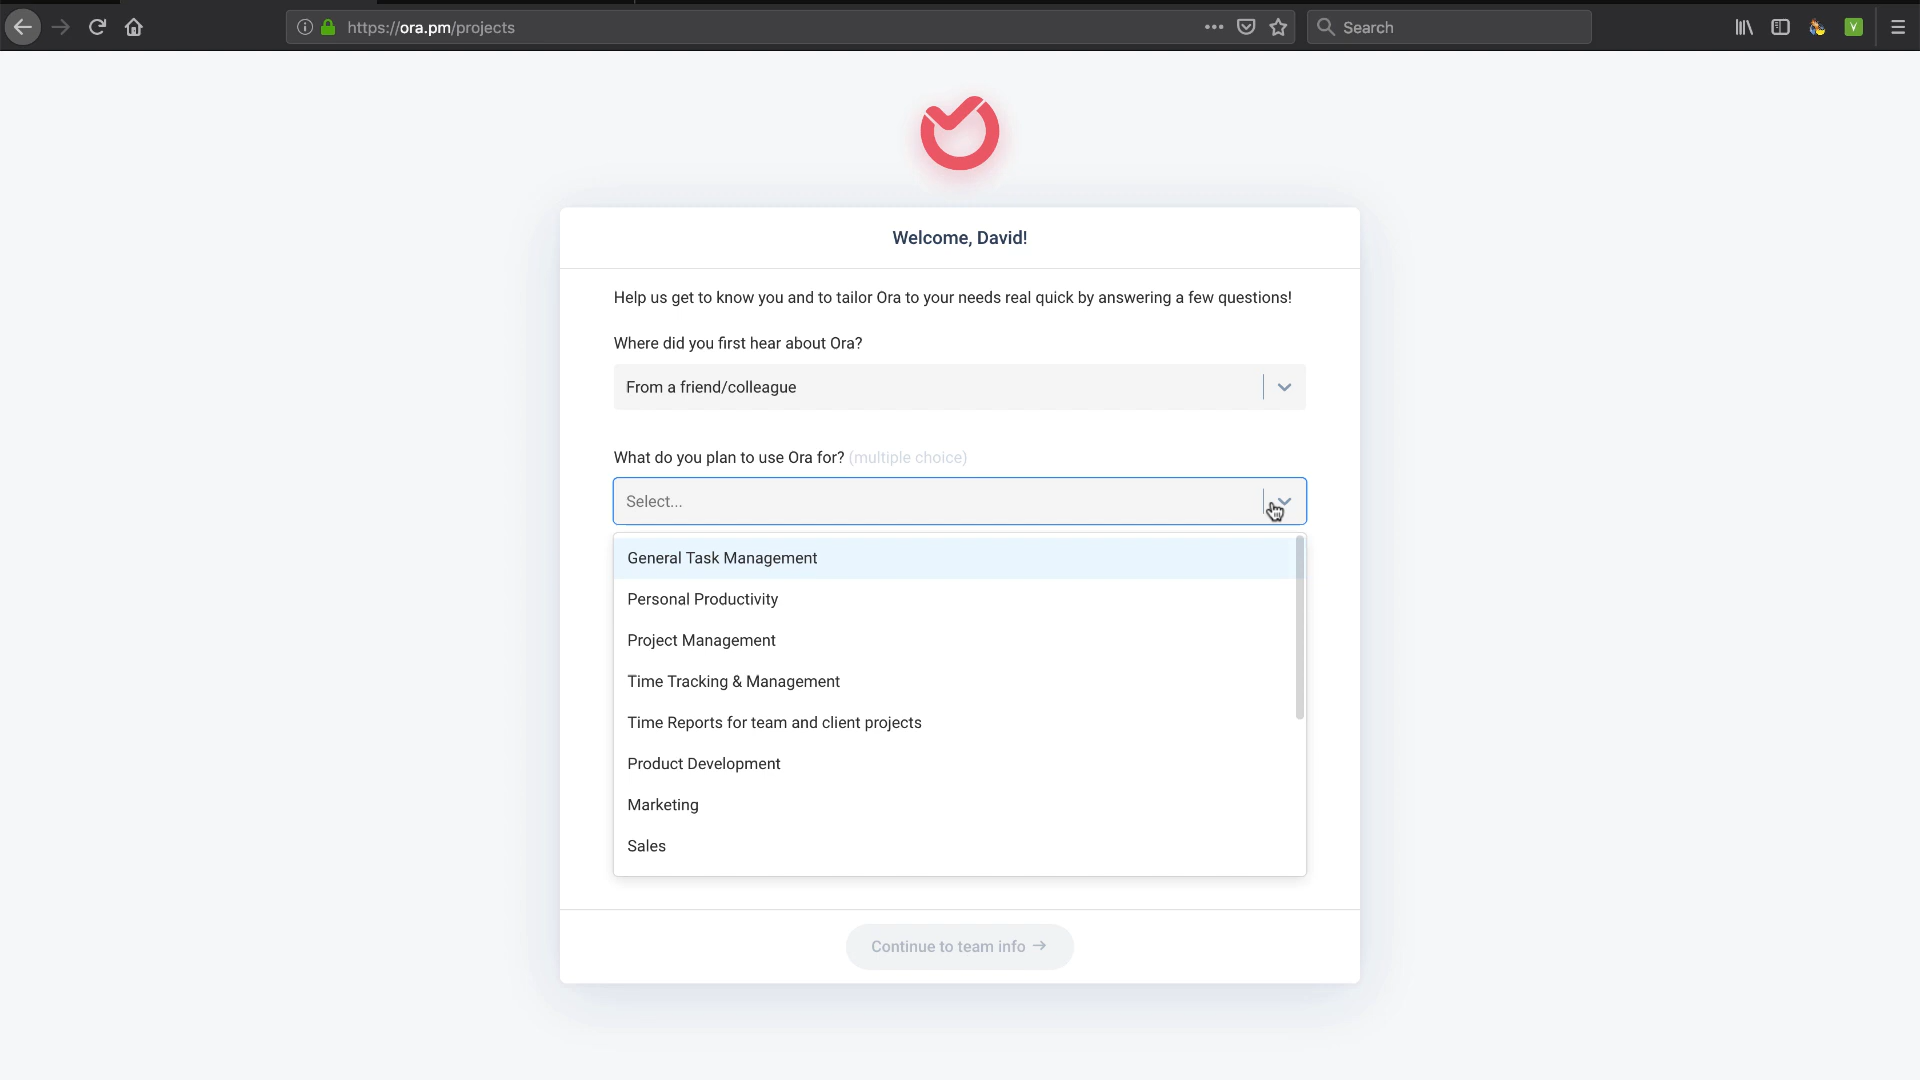 https://ora.pm/projects
Search
Welcome, David!
Help us get to know you and to tailor Ora to your needs real quick by answering a few questions!
Where did you first hear about Ora?
From a friend/colleague
What do you plan to use Ora for? (multiple choice)
Select...
General Task Management
Personal Productivity
Project Management
Time Tracking & Management
Time Reports for team and client projects
Product Development
Marketing
Sales
Continue to team info →